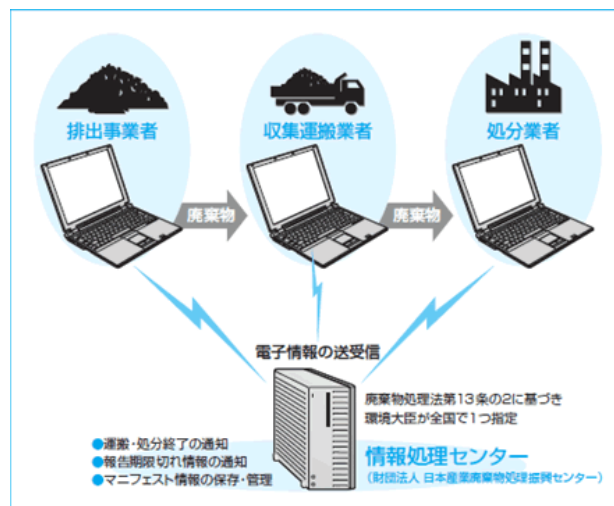 排出事業者
収集運搬業者
処分業者
廃棄物
廃棄物
電子情報の送受信
廃棄物処理法第13条の2に基づき
環境大臣が全国で1つ指定
●運搬・処分終了の通知
●報告期限切れ情報の通知
●マニフェスト情報の保存・管理
情報処理センター
(財団法人 日本産業廃棄物処理振興センター)